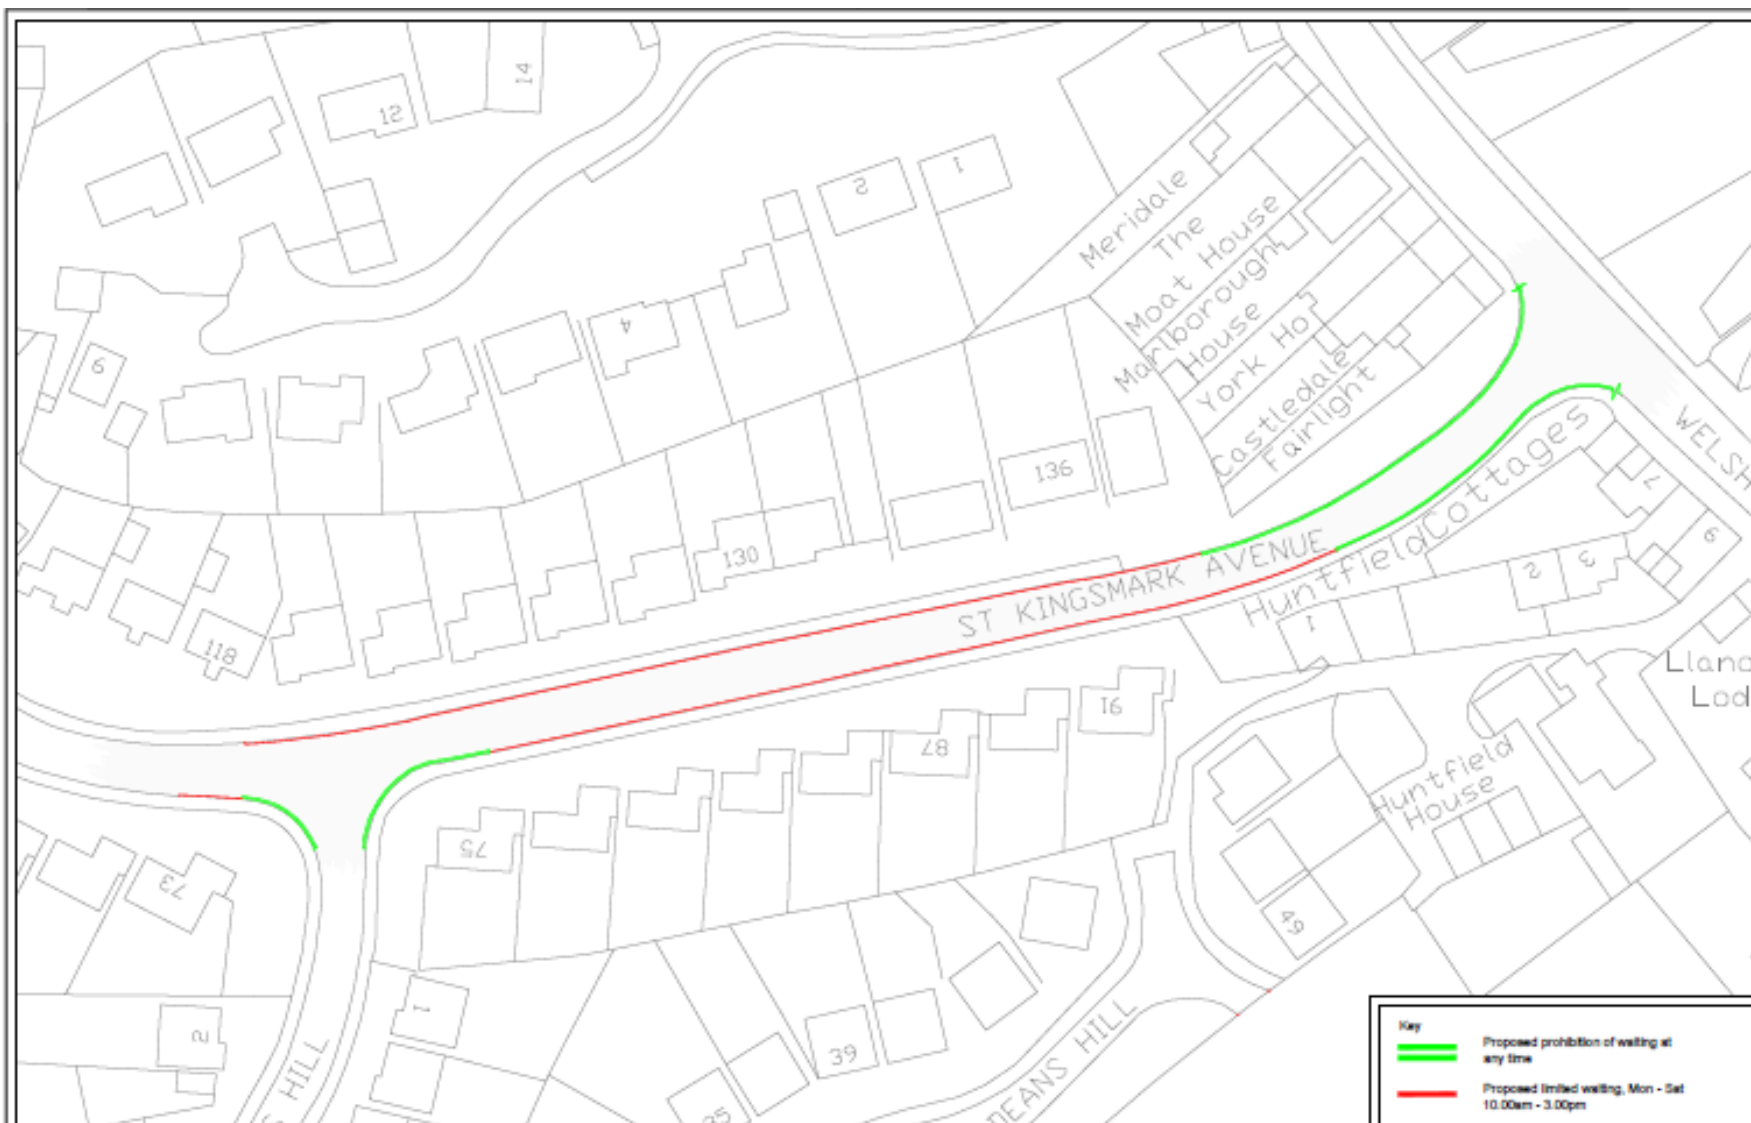 14
12
1
2
Meridale
The
Moat House
Marlborough
House
York Ho
Castledale
Fairlight
4
6
136
130
118
ST KINGSMARK AVENUE
WELSH
Huntfield Cottages
7
6
3
2
1
Llan
Lod
16
87
75
73
Huntfield
House
49
1
2
39
35
HILL
DEANS HILL
Key
Proposed prohibition of waiting at
any time
Proposed limited waiting, Mon - Sat
10.00am - 3.00pm